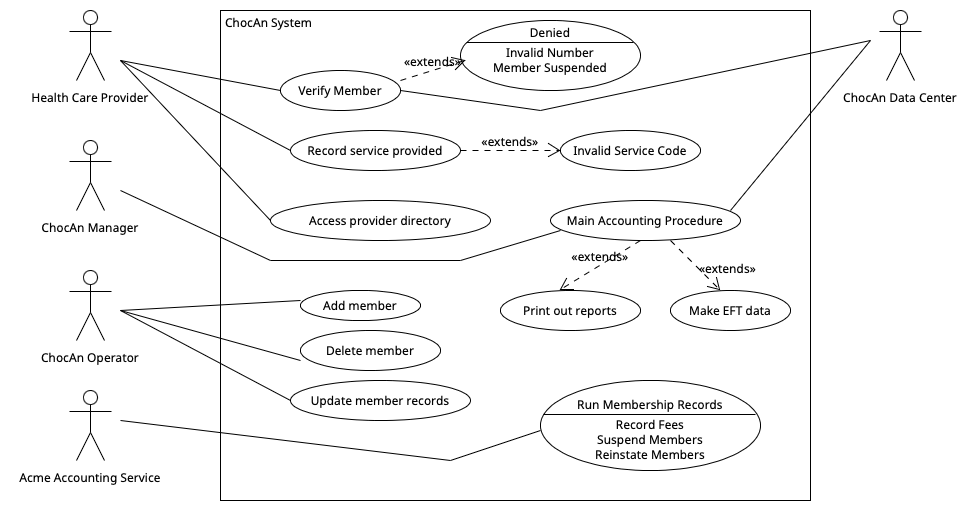 ChocAn System
Denied
Invalid Number
Member Suspended
«extends»
Verify Member
Health Care Provider
ChocAn Data Center
Record service provided
«extends»
Invalid Service Code
ChocAn Manager
Access provider directory
Main Accounting Procedure
«extends»
«extends»
Add member
Print out reports
Make EFT data
ChocAn Operator
Delete member
Update member records
Run Membership Records
Record Fees
Suspend Members
Reinstate Members
Acme Accounting Service